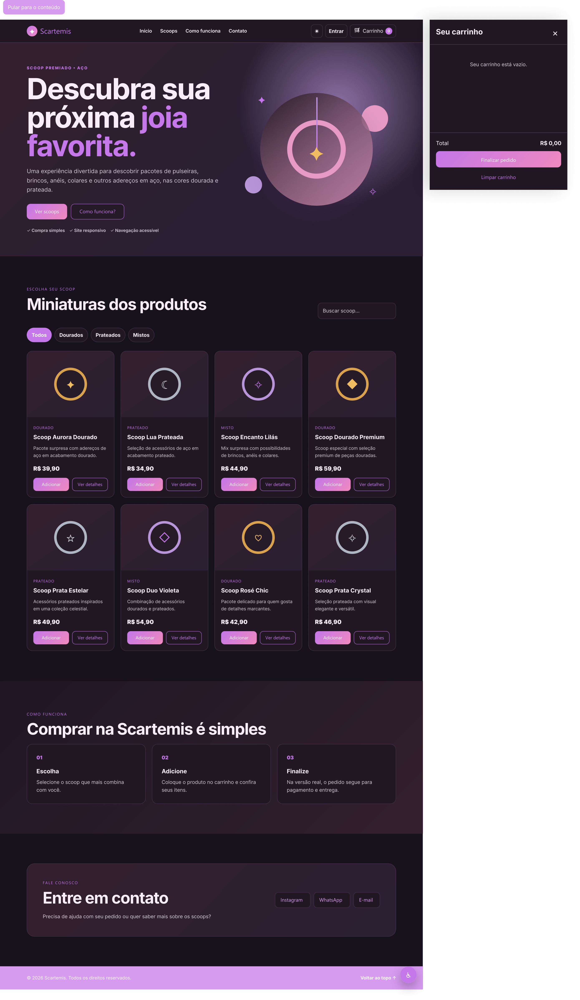 Pular para o conteúdo
Scartemis
Início
Scoops
Como funciona
Contato
Entrar
Carrinho 0
SCOOP PREMIADO • AÇO
Descubra sua
próxima joia
favorita.
Uma experiência divertida para descobrir pacotes de pulseiras,
brincos, anéis, colares e outros adereços em aço, nas cores dourada e
prateada.
Ver scoops
Como funciona?
✓ Compra simples
✓ Site responsivo
✓ Navegação acessível
Seu carrinho
✕
Seu carrinho está vazio.
Total
R$ 0,00
Finalizar pedido
Limpar carrinho
ESCOLHA SEU SCOOP
Miniaturas dos produtos
Buscar scoop...
Todos
Dourados
Prateados
Mistos
DOURADO
Scoop Aurora Dourado
Pacote surpresa com adereços de
aço em acabamento dourado.
R$ 39,90
Adicionar
Ver detalhes
PRATEADO
Scoop Lua Prateada
Seleção de acessórios de aço em
acabamento prateado.
R$ 34,90
Adicionar
Ver detalhes
MISTO
Scoop Encanto Lilás
Mix surpresa com possibilidades
de brincos, anéis e colares.
R$ 44,90
Adicionar
Ver detalhes
DOURADO
Scoop Dourado Premium
Scoop especial com seleção
premium de peças douradas.
R$ 59,90
Adicionar
Ver detalhes
PRATEADO
Scoop Prata Estelar
Acessórios prateados inspirados
em uma coleção celestial.
R$ 49,90
Adicionar
Ver detalhes
MISTO
Scoop Duo Violeta
Combinação de acessórios
dourados e prateados.
R$ 54,90
Adicionar
Ver detalhes
DOURADO
Scoop Rosé Chic
Pacote delicado para quem gosta
de detalhes marcantes.
R$ 42,90
Adicionar
Ver detalhes
PRATEADO
Scoop Prata Crystal
Seleção prateada com visual
elegante e versátil.
R$ 46,90
Adicionar
Ver detalhes
COMO FUNCIONA
Comprar na Scartemis é simples
01
Escolha
Selecione o scoop que mais combina
com você.
02
Adicione
Coloque o produto no carrinho e confira
seus itens.
03
Finalize
Na versão real, o pedido segue para
pagamento e entrega.
FALE CONOSCO
Entre em contato
Precisa de ajuda com seu pedido ou quer saber mais sobre os scoops?
Instagram
WhatsApp
E-mail
© 2026 Scartemis. Todos os direitos reservados.
Voltar ao topo ↑